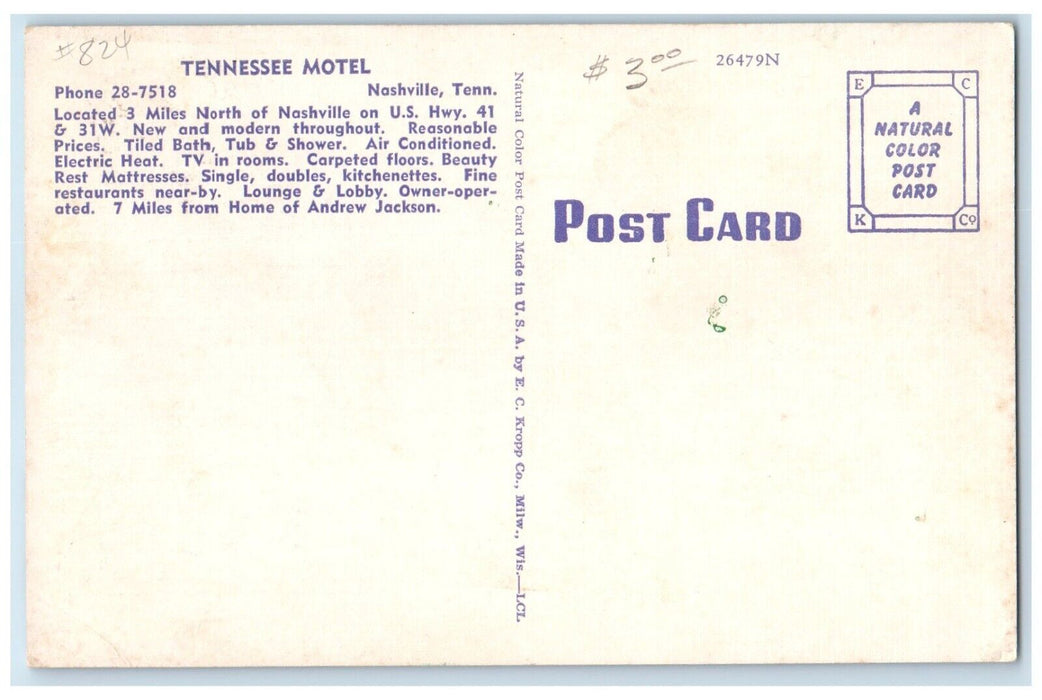 #824
TENNESSEE MOTEL
Phone 28-7518 Nashville, Tenn.
Located 3 Miles North of Nashville on U.S. Hwy. 41
& 31W. New and modern throughout. Reasonable
Prices. Tiled Bath, Tub & Shower. Air Conditioned.
Electric Heat. TV in rooms. Carpeted floors. Beauty
Rest Mattresses. Single, doubles, kitchenettes. Fine
restaurants near-by. Lounge & Lobby. Owner-oper-
ated. 7 Miles from Home of Andrew Jackson.
Natural Color Post Card Made in U. S. A. by E. C. Kropp Co., Milw., Wis.—LCL
$ 3.00
26479N
POST CARD
E C
A
NATURAL
COLOR
POST
CARD
K Co